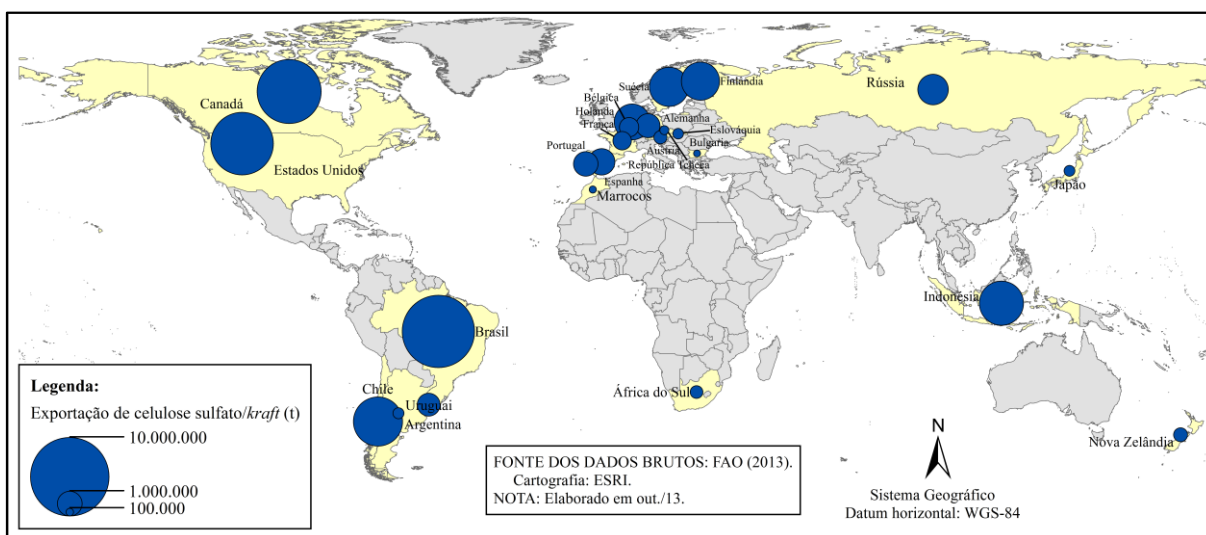 Canadá
Estados Unidos
Suécia
Finlândia
Rússia
Bélgica
Holanda
França
Alemanha
Eslováquia
Portugal
Áustria
Bulgaria
República Tcheca
Espanha
Marrocos
Japão
Indonésia
Brasil
Chile
Uruguai
Argentina
África do Sul
Nova Zelândia
Legenda:
Exportação de celulose sulfato/kraft (t)
10.000.000
1.000.000
100.000
FONTE DOS DADOS BRUTOS: FAO (2013).
Cartografia: ESRI.
NOTA: Elaborado em out./13.
N
Sistema Geográfico
Datum horizontal: WGS-84